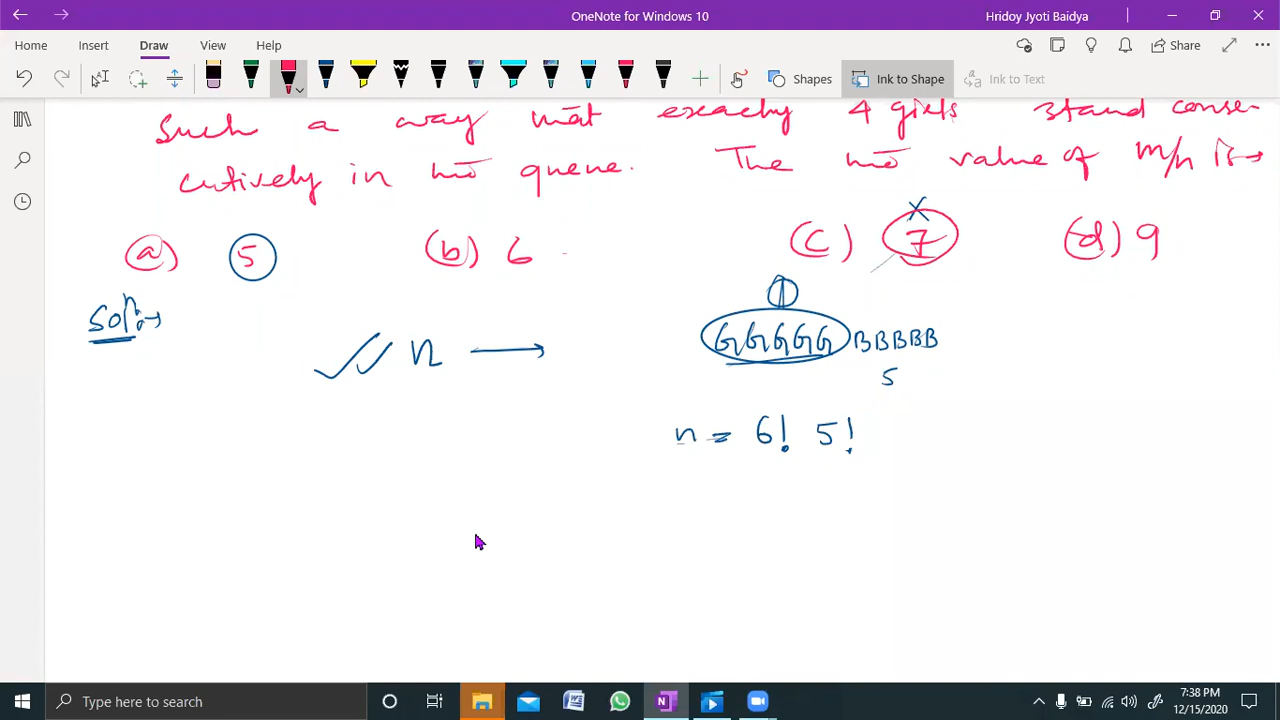 OneNote for Windows 10
Hridoy Jyoti Baidya
Home Insert Draw View Help
Share
Shapes Ink to Shape Ink to Text
Such a way that exactly 4 girls stand conse-
cutively in the queue. The value of m/n is →
(a) 5 (b) 6 (c) 7 (d) 9
X
Soln: →
1
n → GGGGG BBBBB
5
n = 6! 5!
Type here to search
7:38 PM
12/15/2020